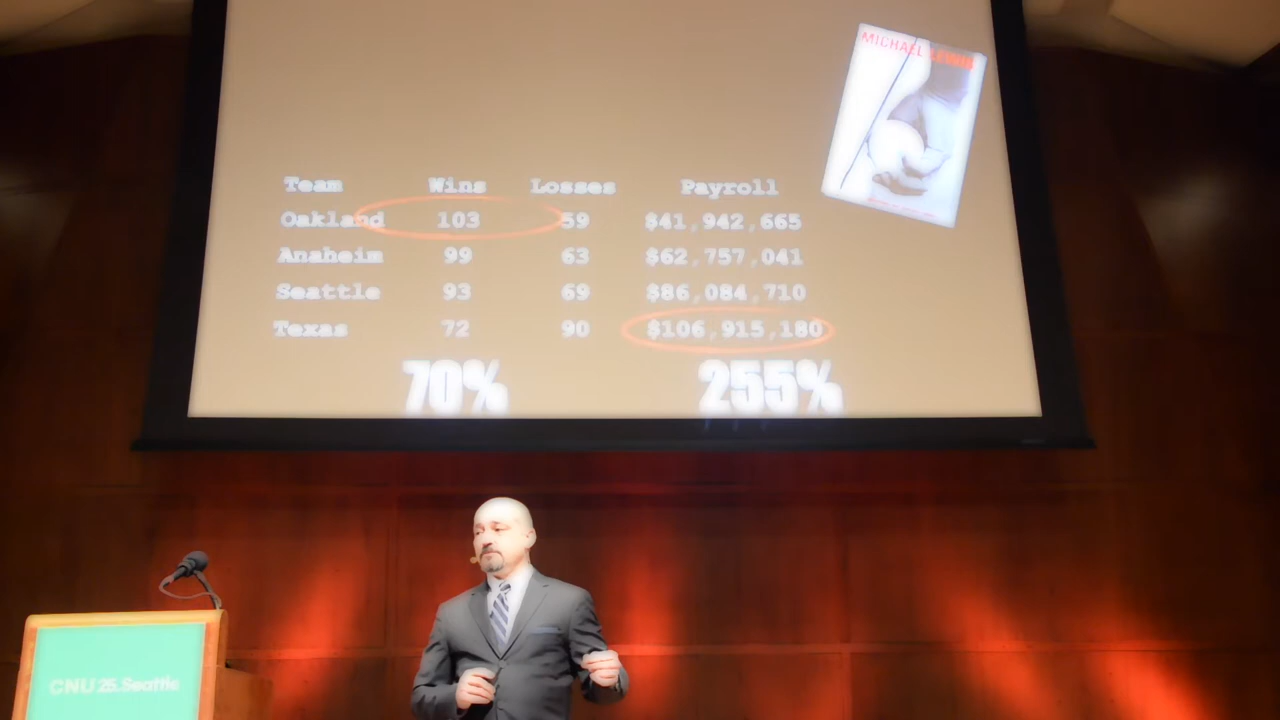 MICHAEL LEWIS
Team Wins Losses Payroll
Oakland 103 59 $41,942,665
Anaheim 99 63 $62,757,041
Seattle 93 69 $86,084,710
Texas 72 90 $106,915,180
70% 255%
CNU 25.Seattle